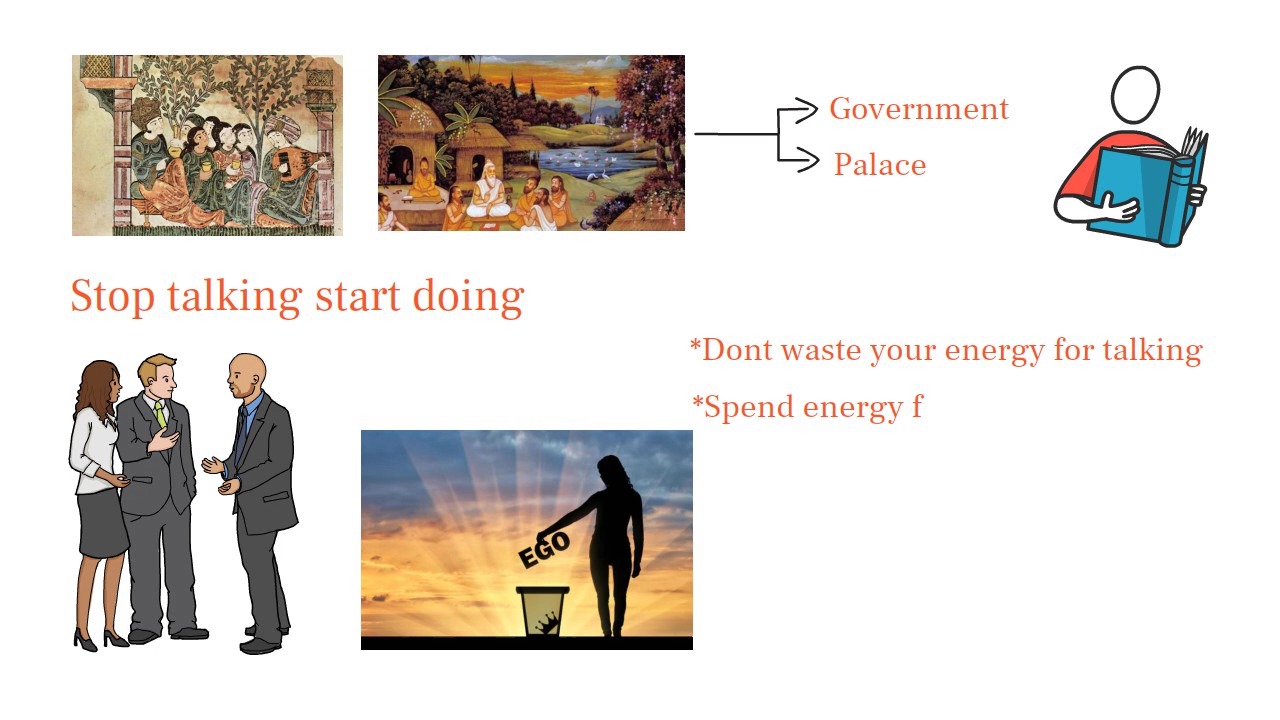 Government
Palace
Stop talking start doing
*Dont waste your energy for talking
*Spend energy f
EGO